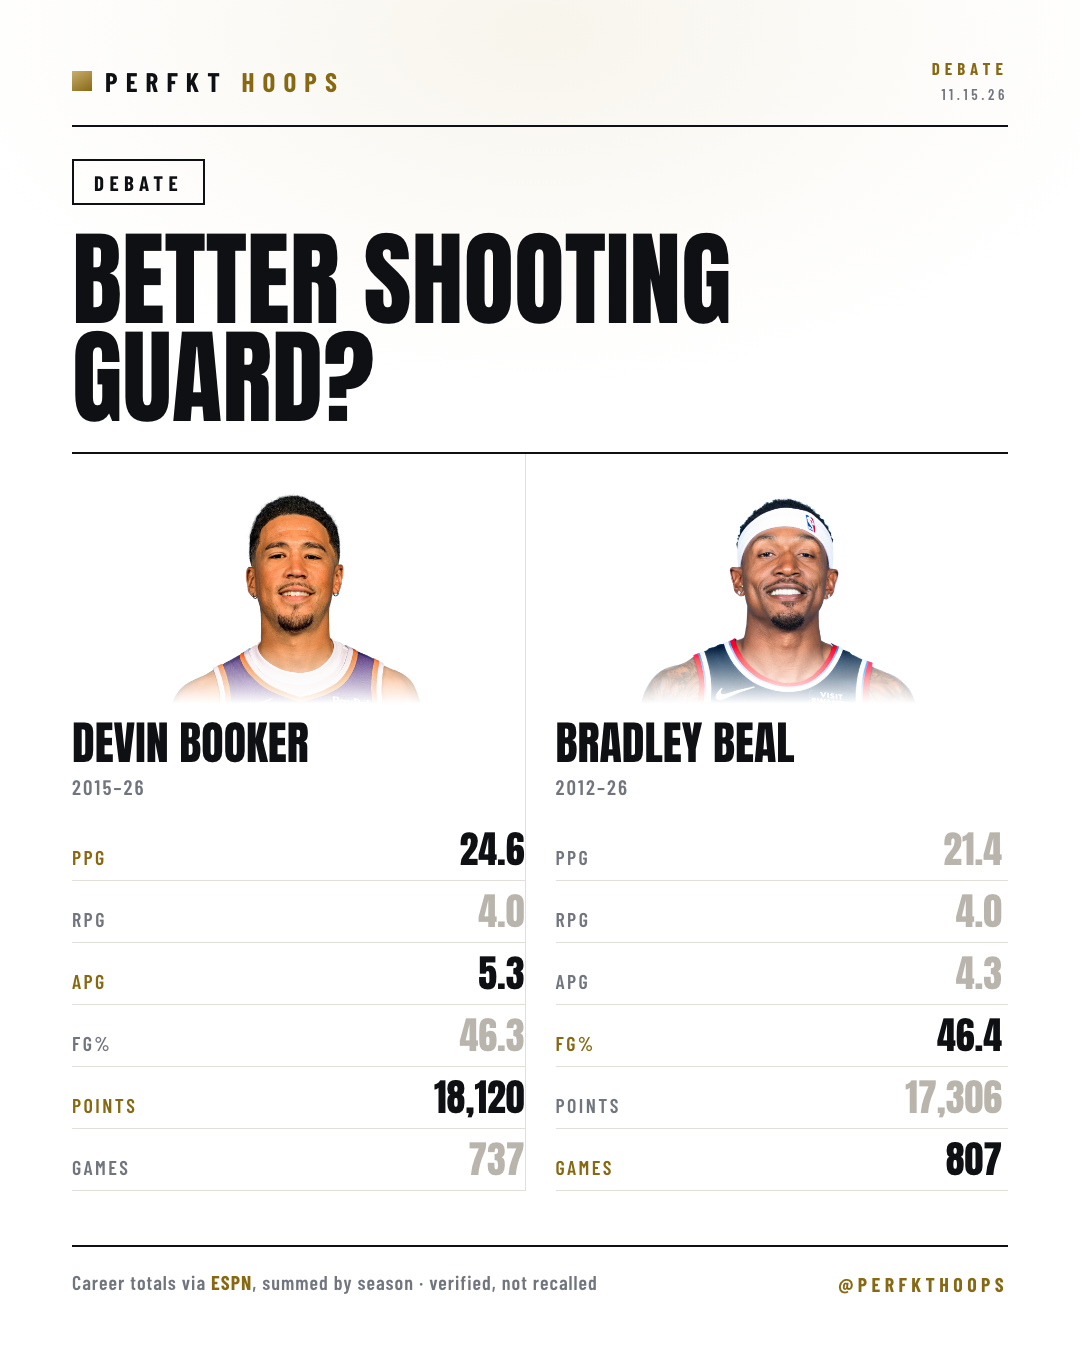 PERFKT HOOPS
DEBATE
11.15.26
DEBATE
BETTER SHOOTING
GUARD?
DEVIN BOOKER
2015–26
PPG 24.6
RPG 4.0
APG 5.3
FG% 46.3
POINTS 18,120
GAMES 737
BRADLEY BEAL
2012–26
PPG 21.4
RPG 4.0
APG 4.3
FG% 46.4
POINTS 17,306
GAMES 807
VISIT
Career totals via ESPN, summed by season · verified, not recalled
@PERFKTHOOPS